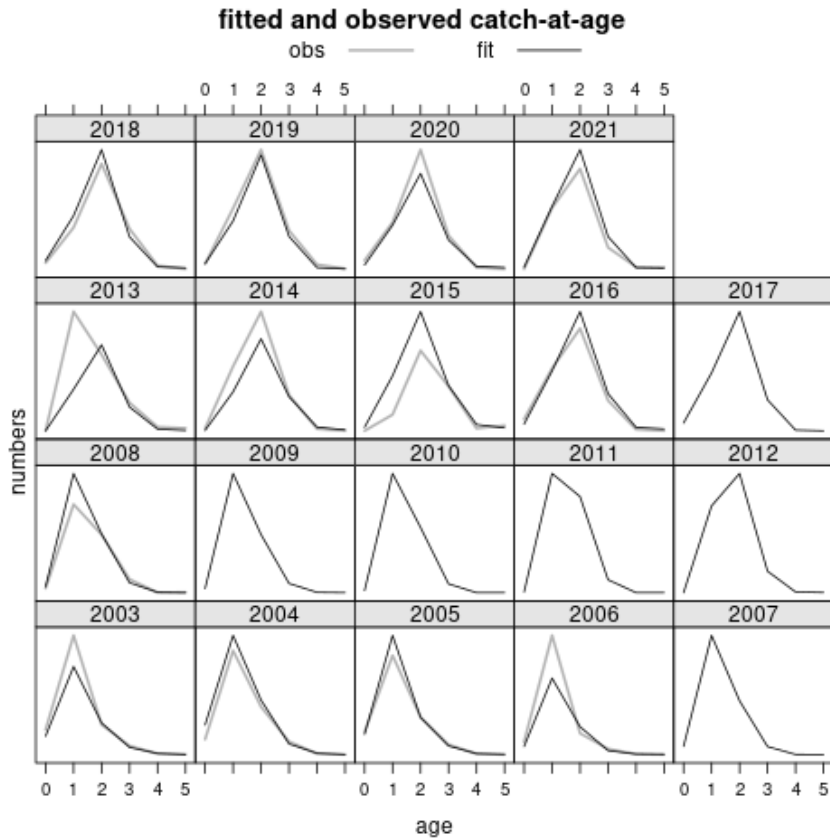 fitted and observed catch-at-age
obs fit
0 1 2 3 4 5 0 1 2 3 4 5
2018 2019 2020 2021
2013 2014 2015 2016 2017
2008 2009 2010 2011 2012
2003 2004 2005 2006 2007
0 1 2 3 4 5 0 1 2 3 4 5 0 1 2 3 4 5
numbers
age